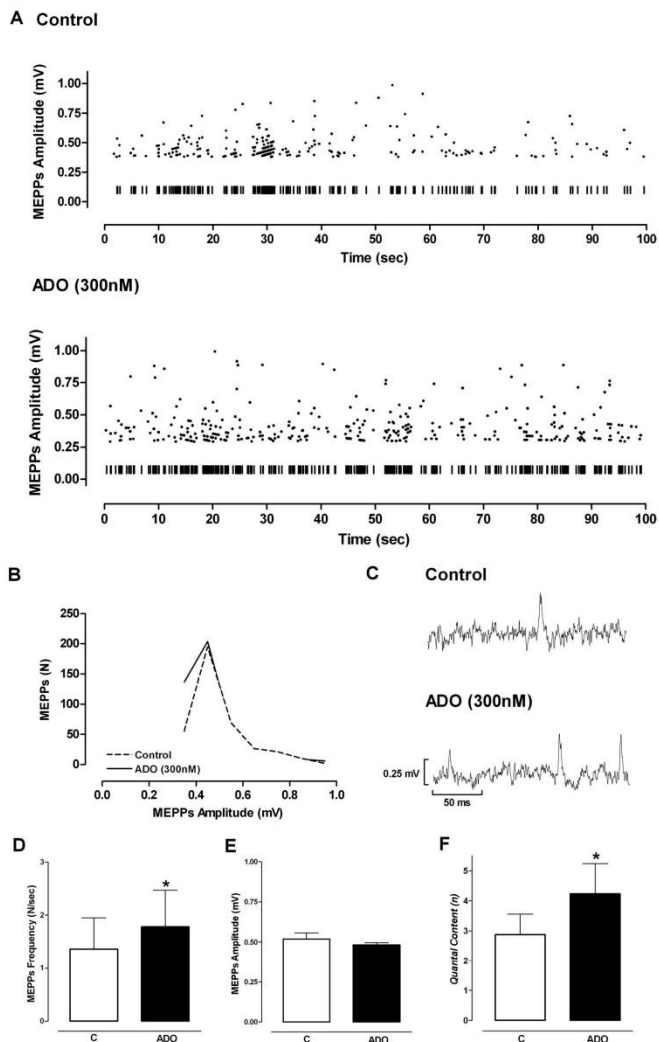 A Control
MEPPs Amplitude (mV)
1.00
0.75
0.50
0.25
0.00
0 10 20 30 40 50 60 70 80 90 100
Time (sec)
ADO (300nM)
MEPPs Amplitude (mV)
1.00
0.75
0.50
0.25
0.00
0 10 20 30 40 50 60 70 80 90 100
Time (sec)
B
MEPPs (N)
250
200
150
100
50
0
Control
ADO (300nM)
0.0 0.2 0.4 0.6 0.8 1.0
MEPPs Amplitude (mV)
C
Control
ADO (300nM)
0.25 mV
50 ms
D
MEPPs Frequency (N/sec)
3
2
1
0
*
C ADO
E
MEPPs Amplitude (mV)
1.00
0.75
0.50
0.25
0.00
C ADO
F
Quantal Content (n)
5
4
3
2
1
0
*
C ADO